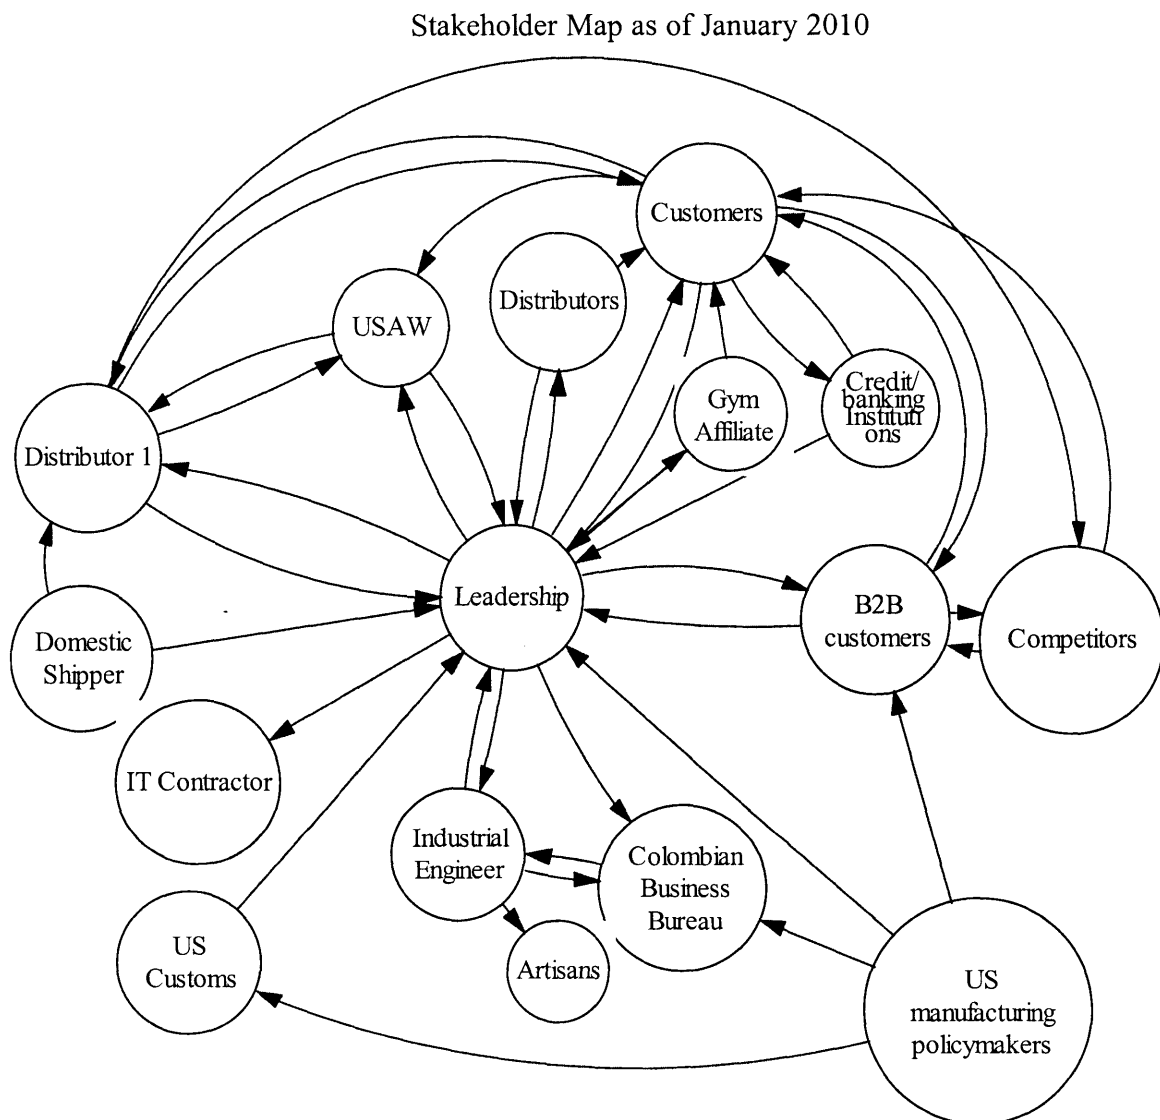 Stakeholder Map as of January 2010
Customers
Distributors
USAW
Credit/
banking
Instituti
ons
Gym
Affiliate
Distributor 1
Leadership
B2B
customers
Competitors
Domestic
Shipper
IT Contractor
Industrial
Engineer
Colombian
Business
Bureau
US
Customs
Artisans
US
manufacturing
policymakers